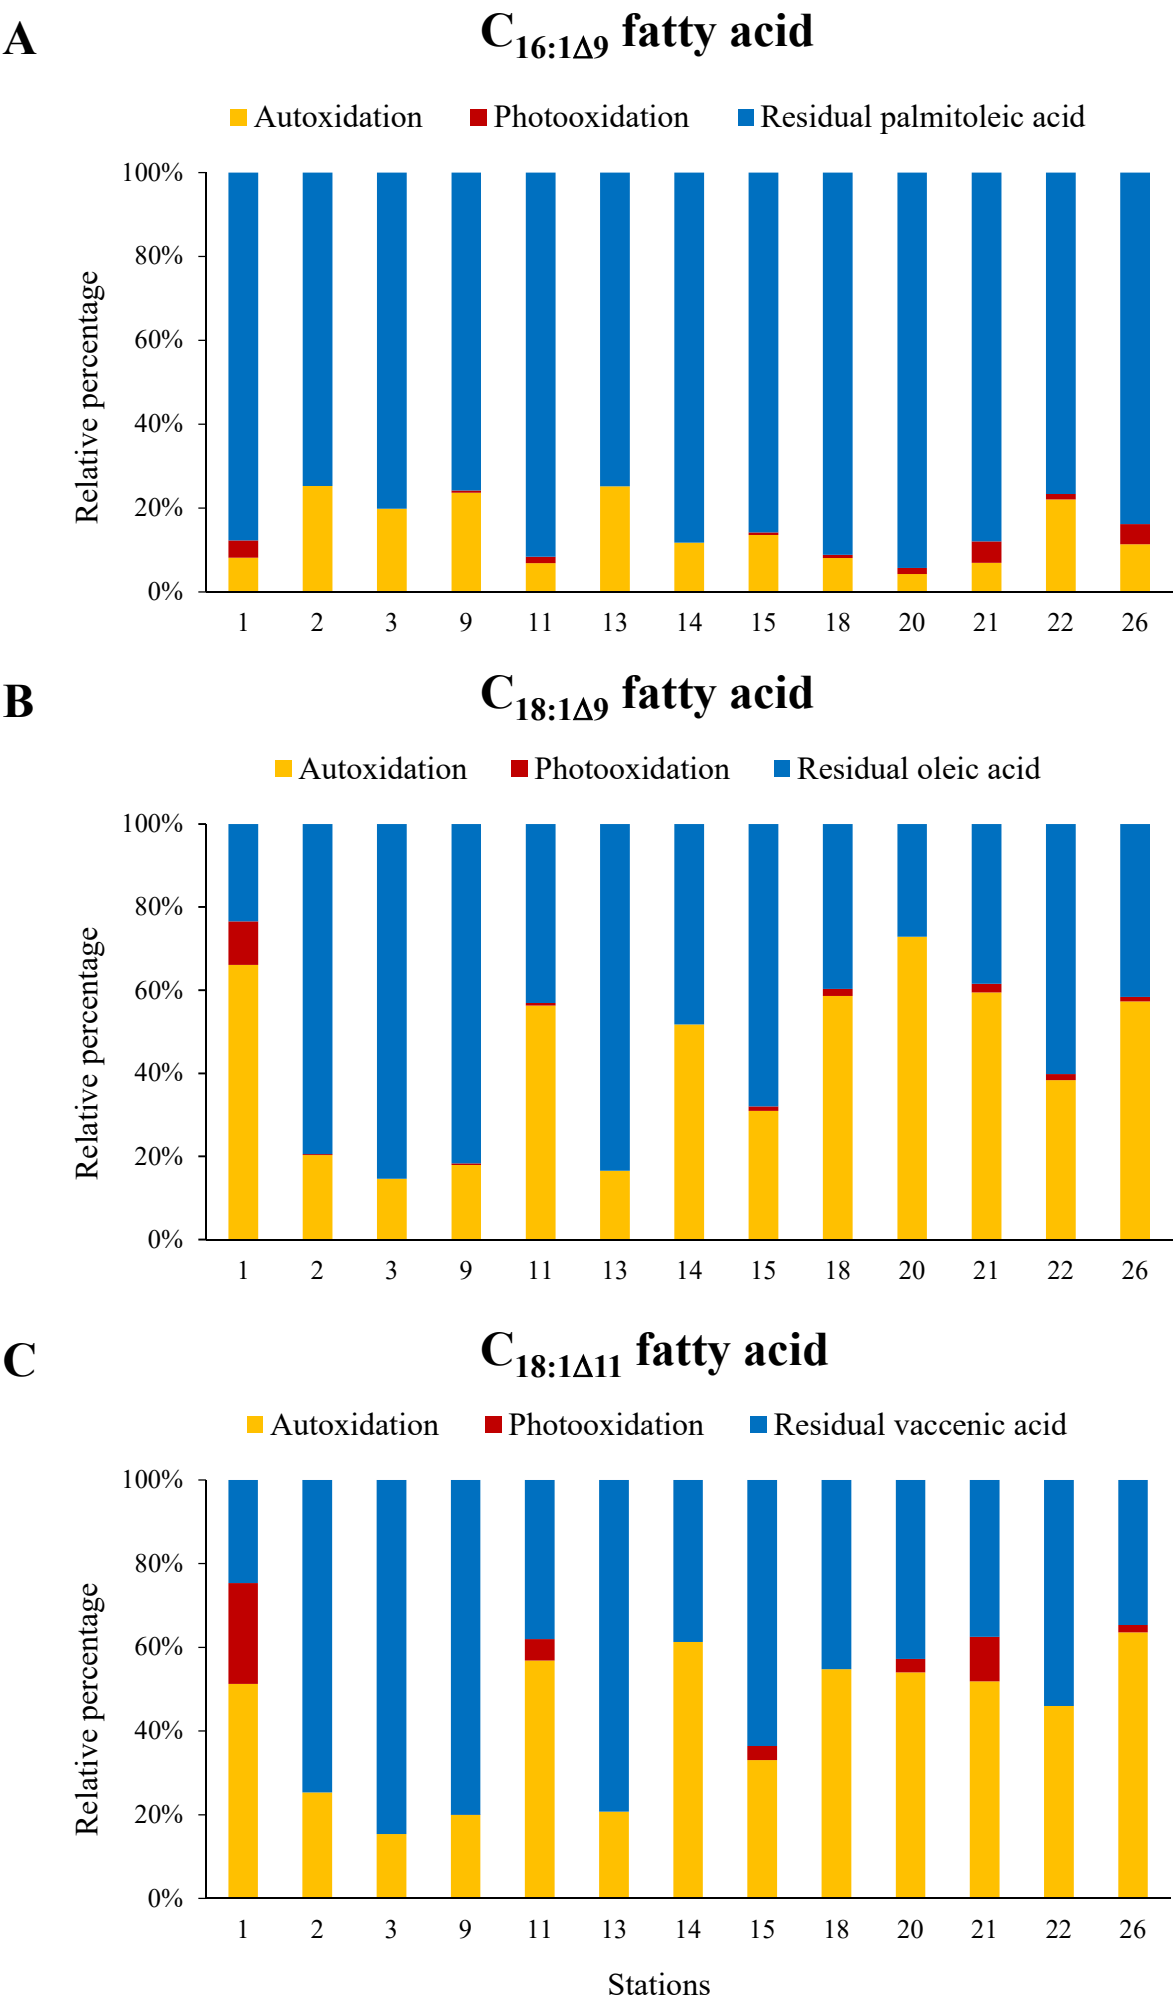 A
C16:1Δ9 fatty acid
Autoxidation Photooxidation Residual palmitoleic acid
Relative percentage
100%
80%
60%
40%
20%
0%
1 2 3 9 11 13 14 15 18 20 21 22 26
B
C18:1Δ9 fatty acid
Autoxidation Photooxidation Residual oleic acid
Relative percentage
100%
80%
60%
40%
20%
0%
1 2 3 9 11 13 14 15 18 20 21 22 26
C
C18:1Δ11 fatty acid
Autoxidation Photooxidation Residual vaccenic acid
Relative percentage
100%
80%
60%
40%
20%
0%
1 2 3 9 11 13 14 15 18 20 21 22 26
Stations